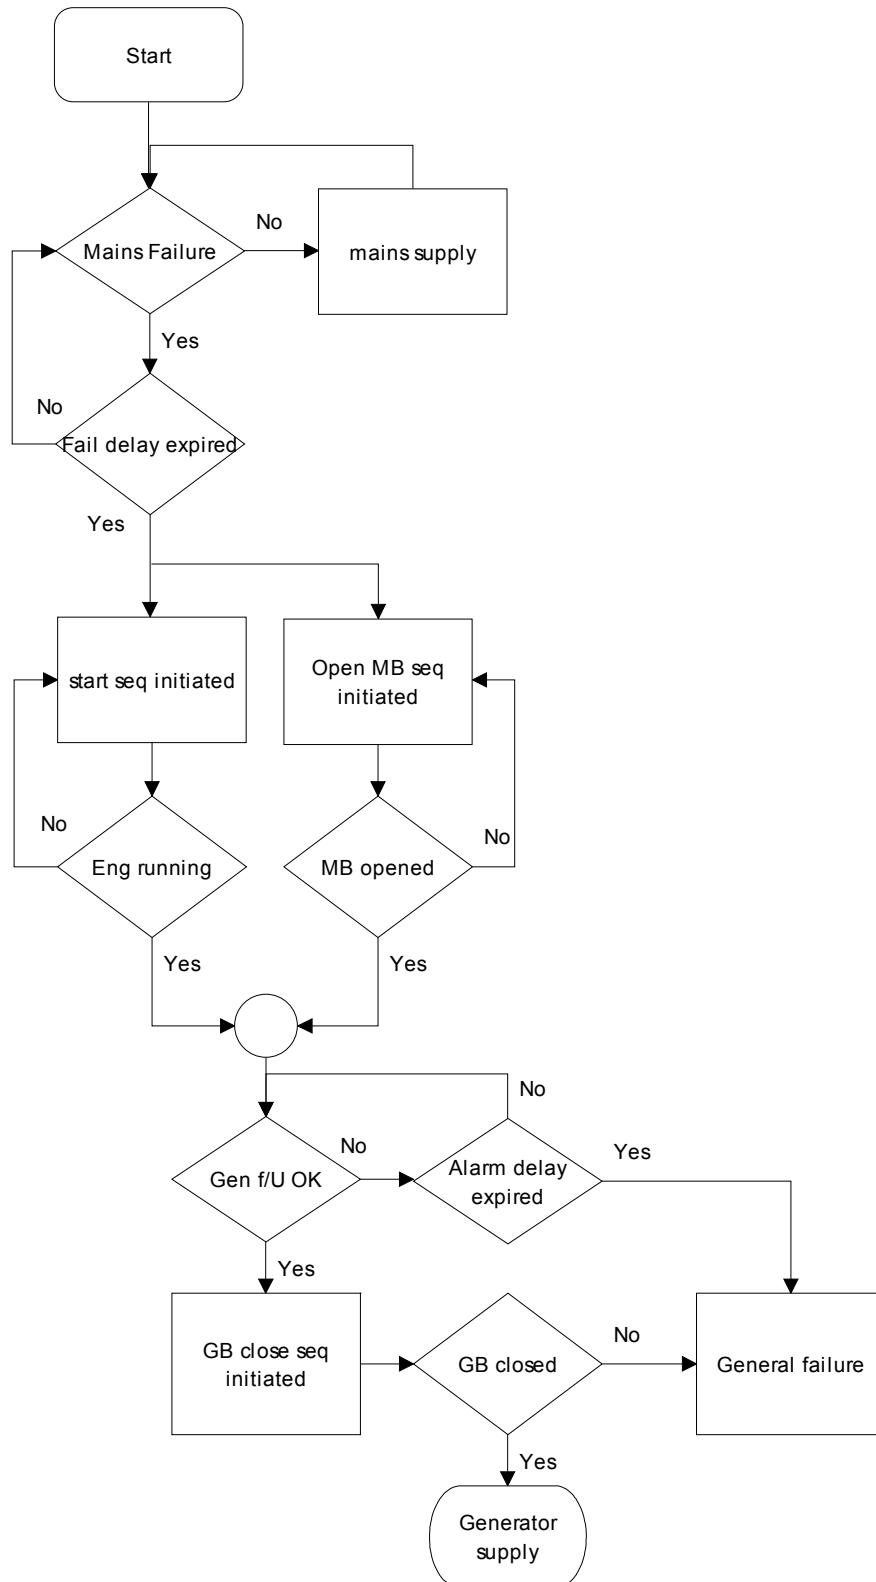 Start
No
Mains Failure
mains supply
Yes
No
Fail delay expired
Yes
start seq initiated
Open MB seq
initiated
No
Eng running
No
MB opened
Yes
Yes
No
No
Gen f/U OK
Alarm delay
expired
Yes
Yes
GB close seq
initiated
GB closed
No
General failure
Yes
Generator
supply